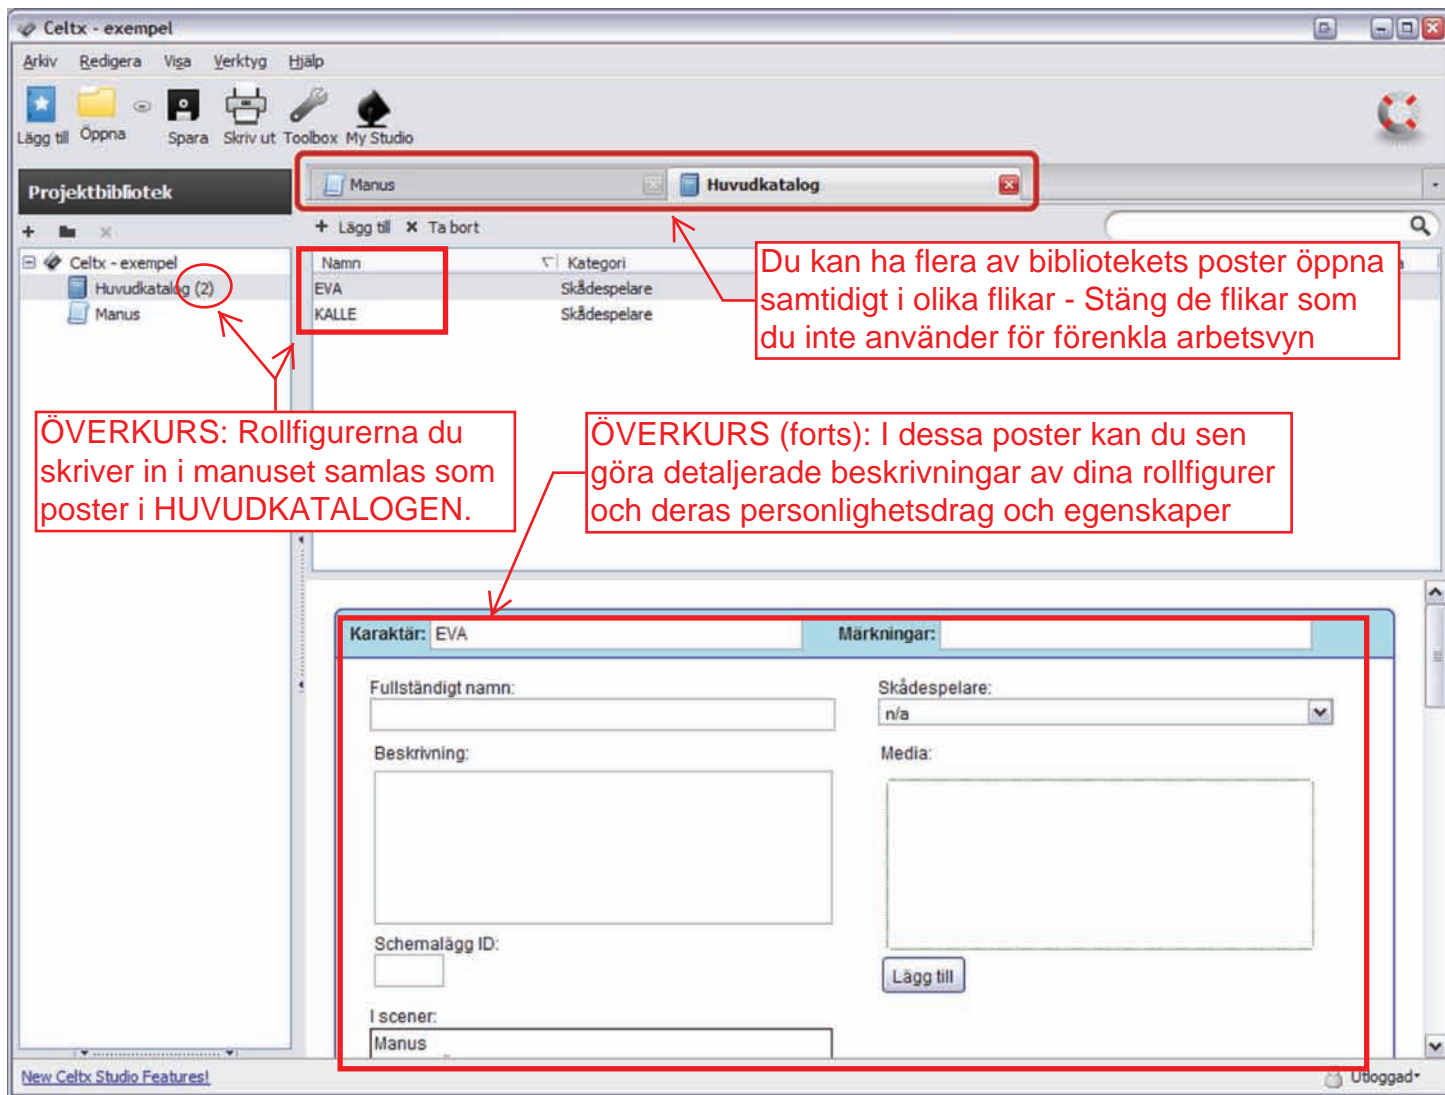 Celtx - exempel
Arkiv Redigera Visa Verktyg Hjälp
Lägg till Öppna Spara Skriv ut Toolbox My Studio
Projektbibliotek
Manus Huvudkatalog
+ Lägg till × Ta bort
Celtx - exempel
Huvudkatalog (2)
Manus
Namn Kategori
EVA Skådespelare
KALLE Skådespelare
Du kan ha flera av bibliotekets poster öppna
samtidigt i olika flikar - Stäng de flikar som
du inte använder för förenkla arbetsvyn
ÖVERKURS: Rollfigurerna du
skriver in i manuset samlas som
poster i HUVUDKATALOGEN.
ÖVERKURS (forts): I dessa poster kan du sen
göra detaljerade beskrivningar av dina rollfigurer
och deras personlighetsdrag och egenskaper
Karaktär: EVA Märkningar:
Fullständigt namn: Skådespelare:
n/a
Beskrivning: Media:
Schemalägg ID:
Lägg till
I scener:
Manus
New Celtx Studio Features! Utloggad